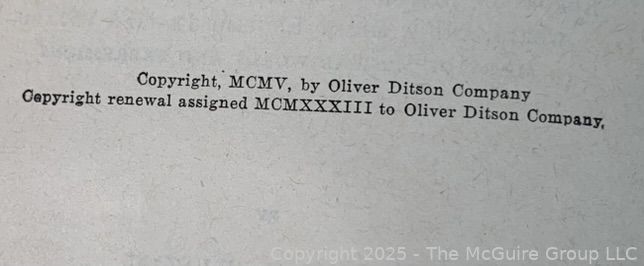 Copyright, MCMV, by Oliver Ditson Company
Copyright renewal assigned MCMXXXIII to Oliver Ditson Company,
Copyright 2025 - The McGuire Group LLC